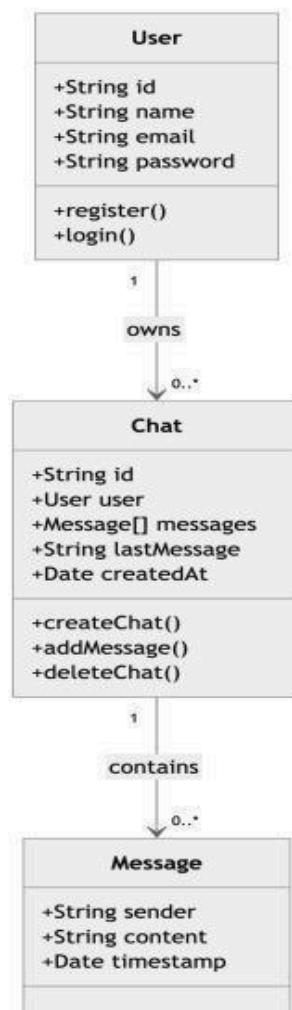 User
+String id
+String name
+String email
+String password
+register()
+login()
1
owns
0..*
Chat
+String id
+User user
+Message[] messages
+String lastMessage
+Date createdAt
+createChat()
+addMessage()
+deleteChat()
1
contains
0..*
Message
+String sender
+String content
+Date timestamp